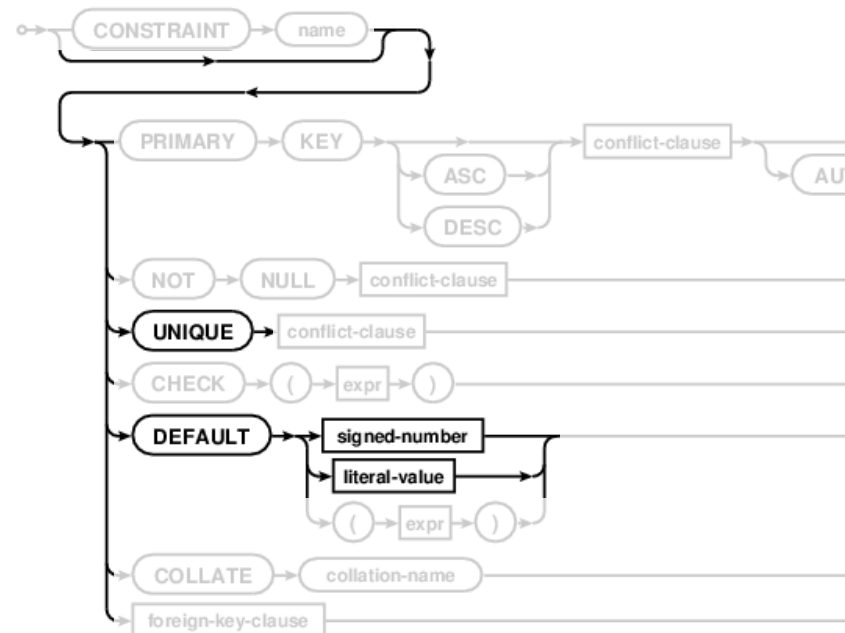 CONSTRAINT name
PRIMARY KEY conflict-clause
ASC AU
DESC
NOT NULL conflict-clause
UNIQUE conflict-clause
CHECK ( expr )
DEFAULT signed-number
literal-value
( expr )
COLLATE collation-name
foreign-key-clause